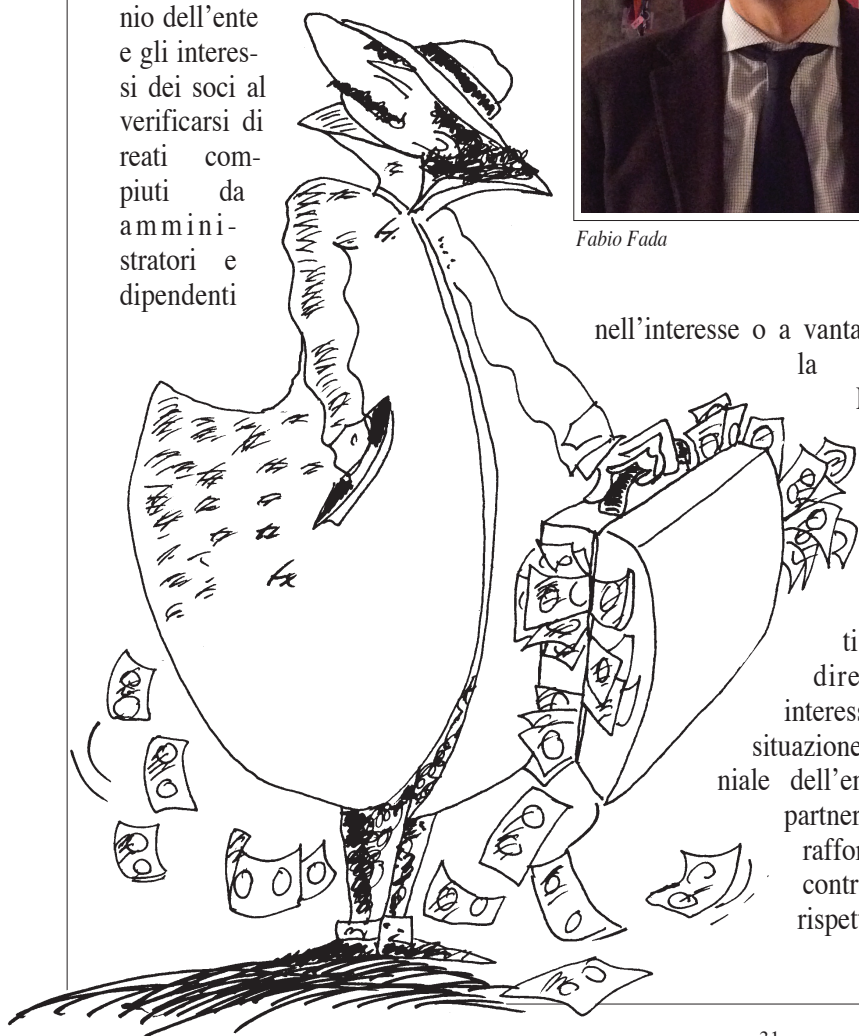 nio dell'ente
e gli interes-
si dei soci al
verificarsi di
reati com-
piuti da
ammini-
stratori e
dipendenti
Fabio Fada
nell'interesse o a vanta
la
ti
dire
interess
situazione
niale dell'en
partner
raffor
contr
rispet